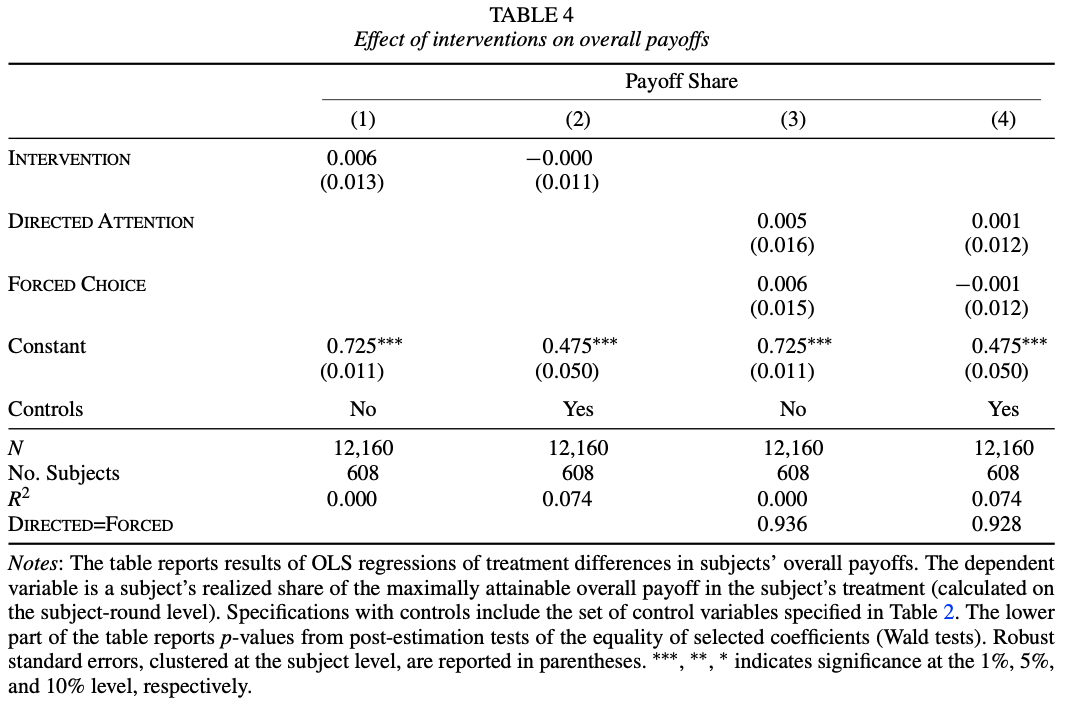 TABLE 4
Effect of interventions on overall payoffs
Payoff Share
(1) (2) (3) (4)
INTERVENTION 0.006 −0.000
(0.013) (0.011)
DIRECTED ATTENTION 0.005 0.001
(0.016) (0.012)
FORCED CHOICE 0.006 −0.001
(0.015) (0.012)
Constant 0.725*** 0.475*** 0.725*** 0.475***
(0.011) (0.050) (0.011) (0.050)
Controls No Yes No Yes
N 12,160 12,160 12,160 12,160
No. Subjects 608 608 608 608
R² 0.000 0.074 0.000 0.074
DIRECTED=FORCED 0.936 0.928
Notes: The table reports results of OLS regressions of treatment differences in subjects’ overall payoffs. The dependent
variable is a subject’s realized share of the maximally attainable overall payoff in the subject’s treatment (calculated on
the subject-round level). Specifications with controls include the set of control variables specified in Table 2. The lower
part of the table reports p-values from post-estimation tests of the equality of selected coefficients (Wald tests). Robust
standard errors, clustered at the subject level, are reported in parentheses. ***, **, * indicates significance at the 1%, 5%,
and 10% level, respectively.